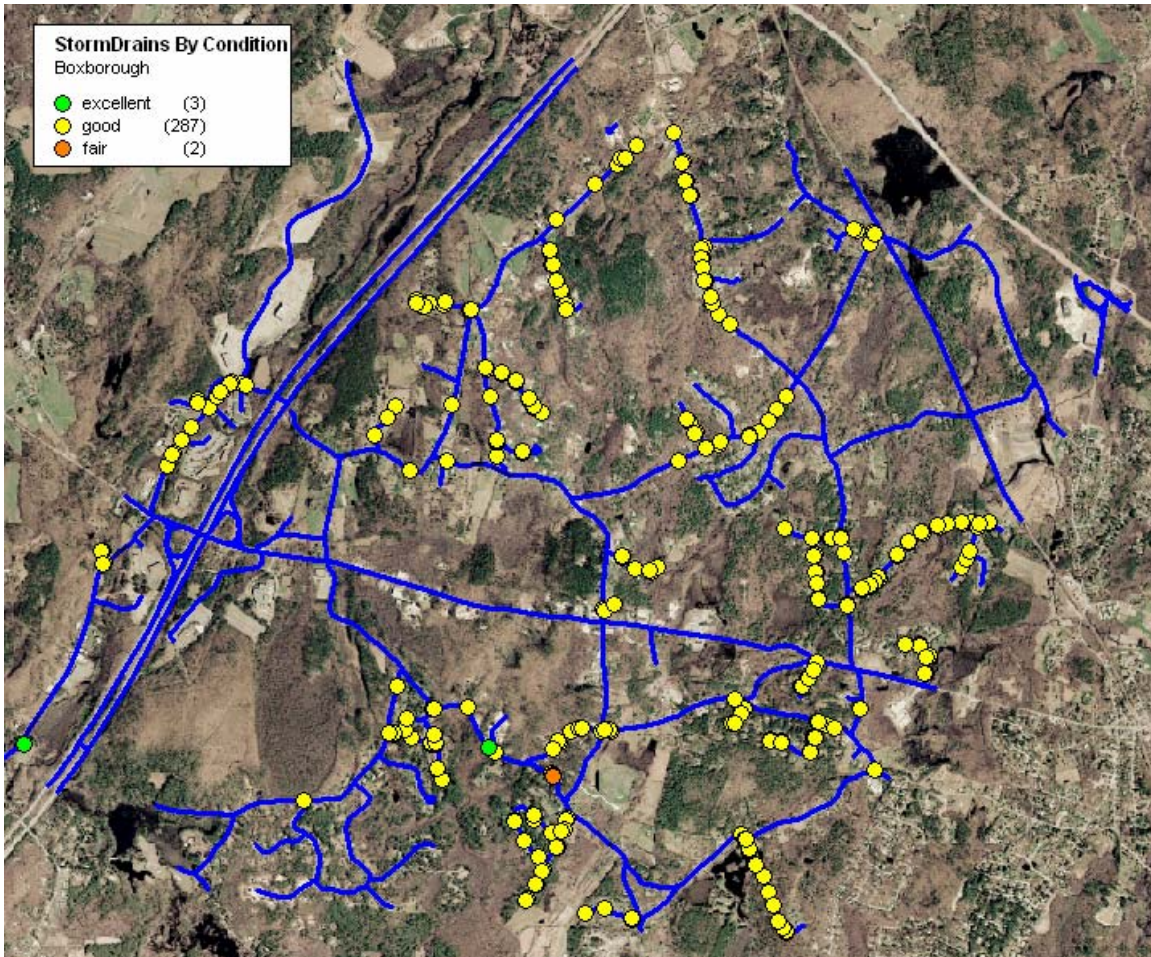 StormDrains By Condition
Boxborough
excellent (3)
good (287)
fair (2)